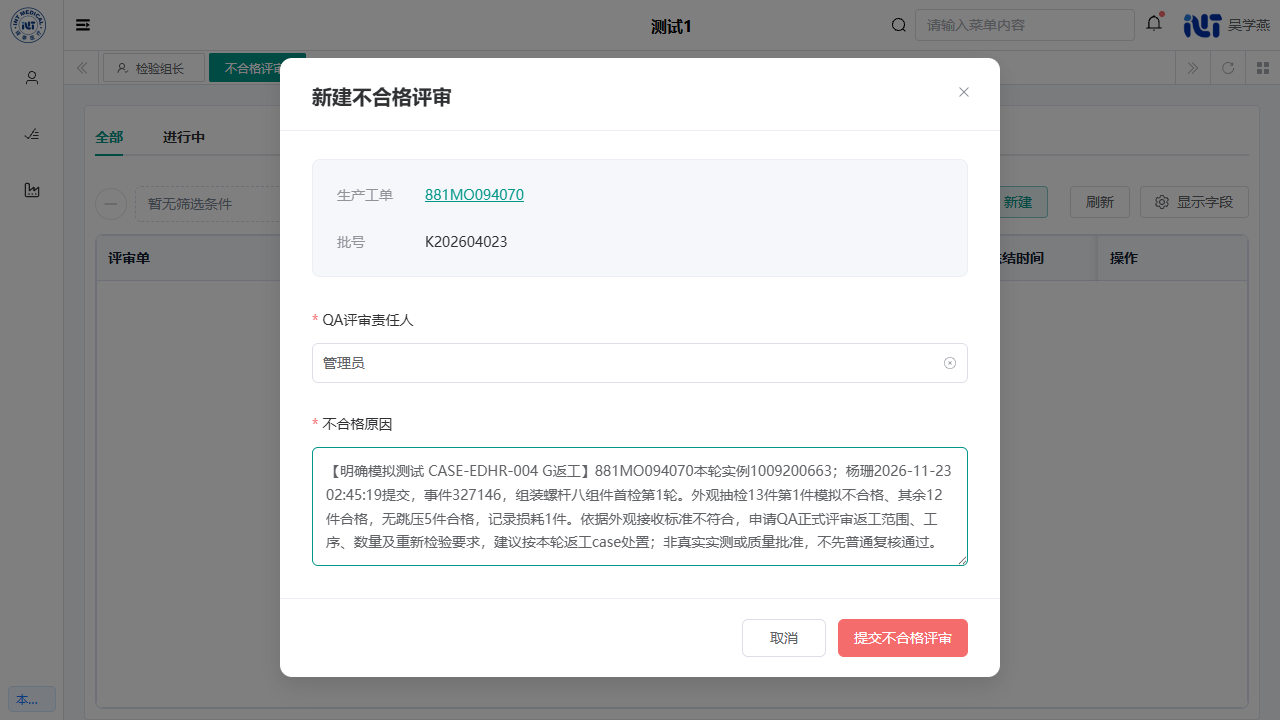 测试1
请输入菜单内容
吴学燕
检验组长
不合格评审
全部
进行中
暂无筛选条件
新建
刷新
显示字段
评审单
结时间
操作
新建不合格评审
生产工单
881MO094070
批号
K202604023
* QA评审责任人
管理员
* 不合格原因
【明确模拟测试 CASE-EDHR-004 G返工】881MO094070本轮实例1009200663；杨珊2026-11-23
02:45:19提交，事件327146，组装螺杆八组件首检第1轮。外观抽检13件第1件模拟不合格、其余12
件合格，无跳压5件合格，记录损耗1件。依据外观接收标准不符合，申请QA正式评审返工范围、工
序、数量及重新检验要求，建议按本轮返工case处置；非真实实测或质量批准，不先普通复核通过。
取消
提交不合格评审
本...